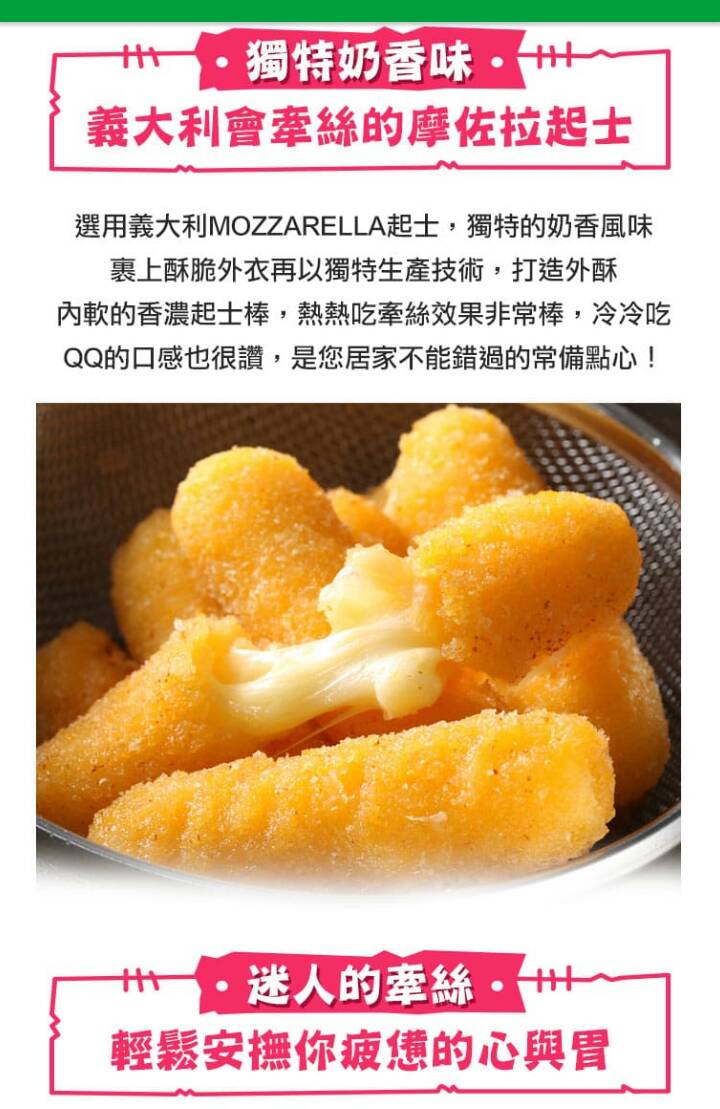 獨特奶香味
義大利會牽絲的摩佐拉起士
選用義大利MOZZARELLA起士，獨特的奶香風味
裹上酥脆外衣再以獨特生產技術，打造外酥
內軟的香濃起士棒，熱熱吃牽絲效果非常棒，冷冷吃
QQ的口感也很讚，是您居家不能錯過的常備點心！
迷人的牽絲
輕鬆安撫你疲憊的心與胃